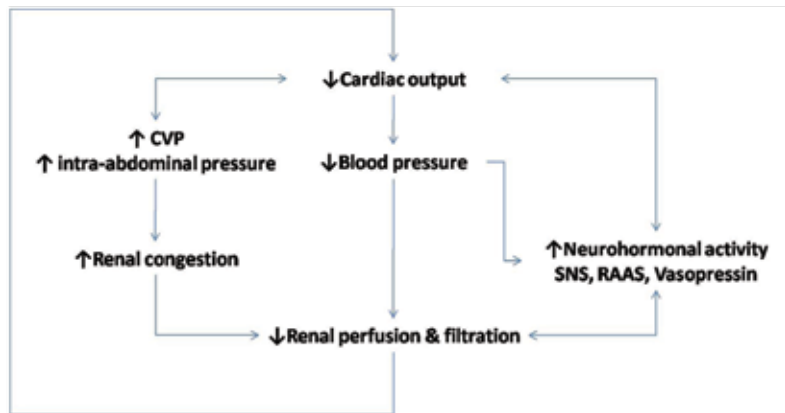 ↓Cardiac output
↑ CVP
↑ intra-abdominal pressure
↓Blood pressure
↑Renal congestion
↑Neurohormonal activity
SNS, RAAS, Vasopressin
↓Renal perfusion & filtration